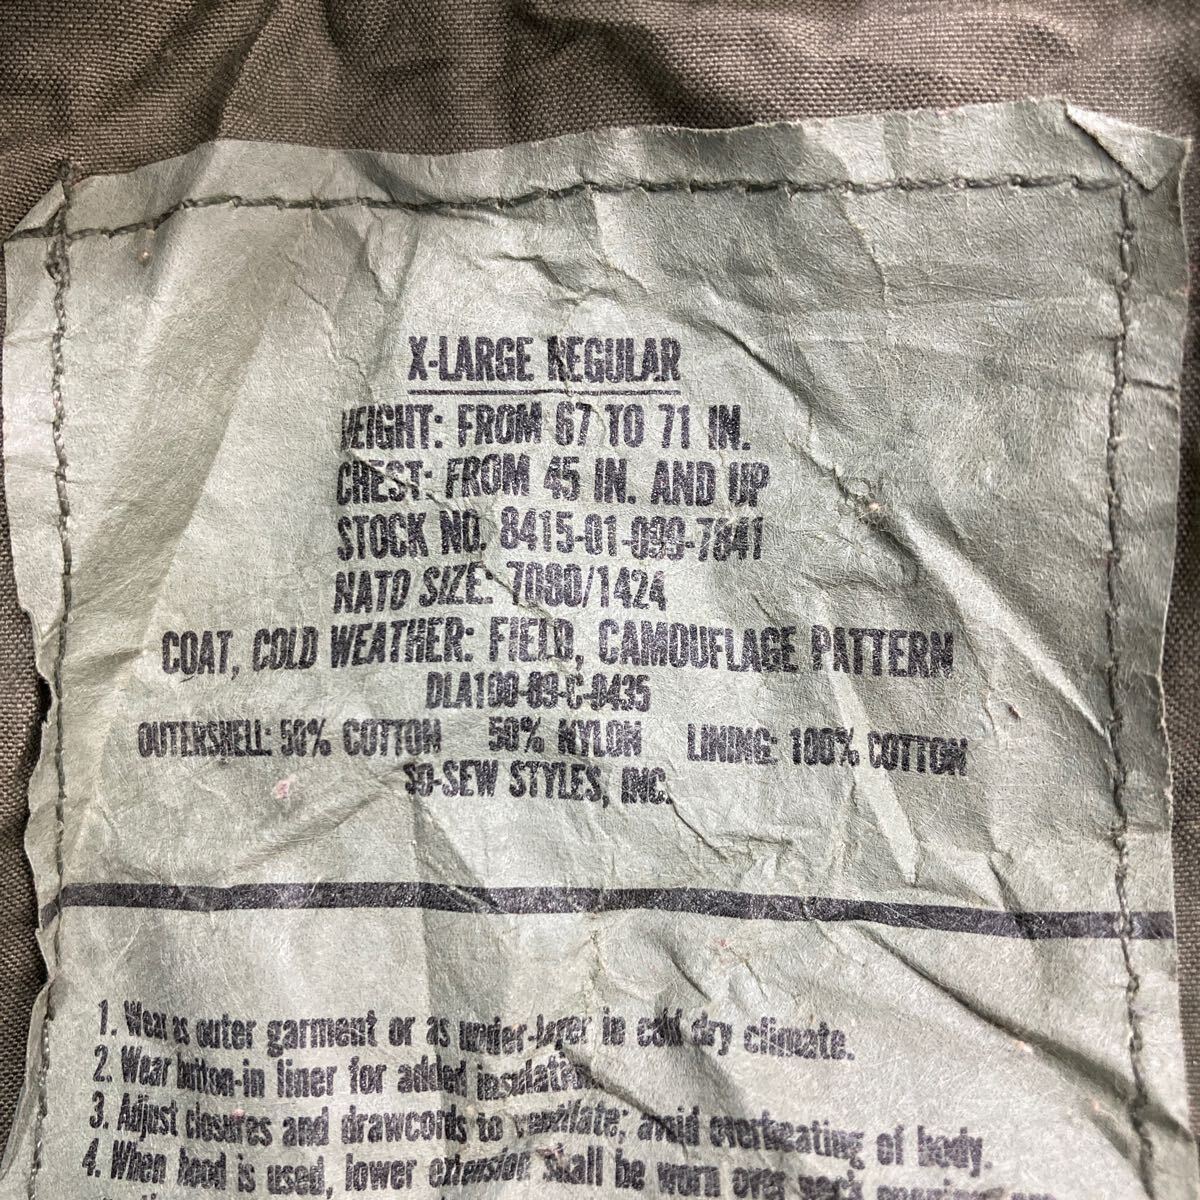 X-LARGE REGULAR
HEIGHT: FROM 67 TO 71 IN.
CHEST: FROM 45 IN. AND UP
STOCK NO. 8415-01-099-7841
NATO SIZE: 7080/1424
COAT, COLD WEATHER: FIELD, CAMOUFLAGE PATTERN
DLA100-89-C-0435
OUTERSHELL: 50% COTTON 50% NYLON LINING: 100% COTTON
SO-SEW STYLES, INC.
1. Wear as outer garment or as under-layer in cold dry climate.
2. Wear button-in liner for added insulation.
3. Adjust closures and drawcords to ventilate; avoid overheating of body.
4. When hood is used, lower extension shall be worn over neck